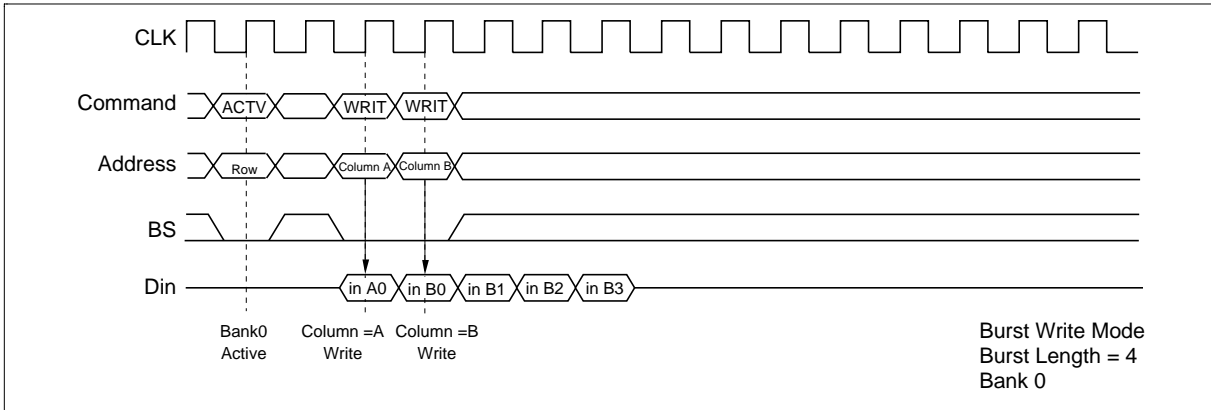 CLK
Command ACTV WRIT WRIT
Address Row Column A Column B
BS
Din in A0 in B0 in B1 in B2 in B3
Bank0 Column =A Column =B
Active Write Write
Burst Write Mode
Burst Length = 4
Bank 0